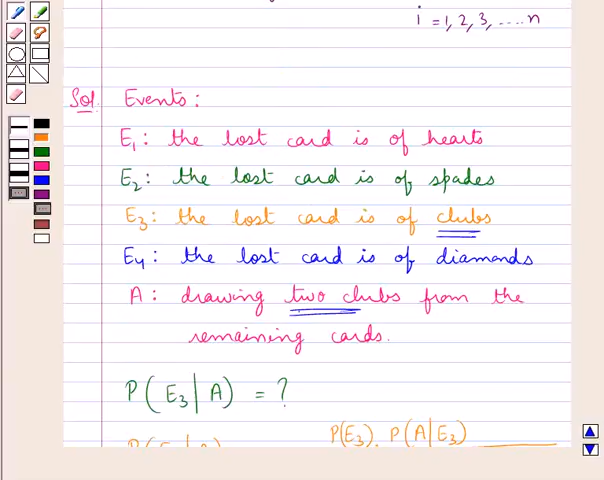 i = 1, 2, 3, ....n
Sol. Events:
E₁: the lost card is of hearts
E₂: the lost card is of spades
E₃: the lost card is of clubs
E₄: the lost card is of diamonds
A: drawing two clubs from the
remaining cards.
P(E₃|A) = ?
P(E₃). P(A|E₃)